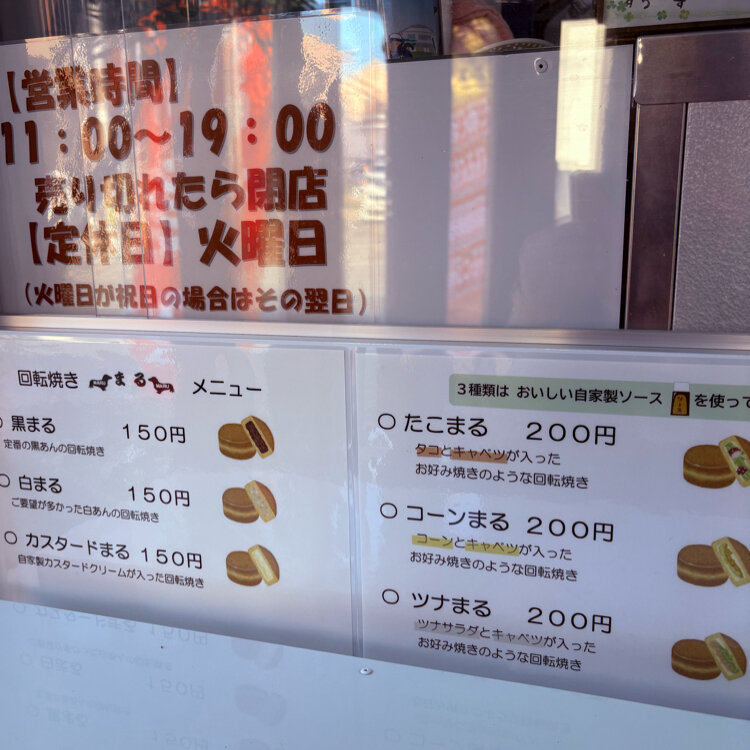 【営業時間】
11：00～19：00
売り切れたら閉店
【定休日】火曜日
（火曜日が祝日の場合はその翌日）
回転焼き まる メニュー
○ 黒まる 150円
定番の黒あんの回転焼き
○ 白まる 150円
ご要望が多かった白あんの回転焼き
○ カスタードまる 150円
自家製カスタードクリームが入った回転焼き
3種類は おいしい自家製ソース を使って
○ たこまる 200円
タコとキャベツが入った
お好み焼きのような回転焼き
○ コーンまる 200円
コーンとキャベツが入った
お好み焼きのような回転焼き
○ ツナまる 200円
ツナサラダとキャベツが入った
お好み焼きのような回転焼き